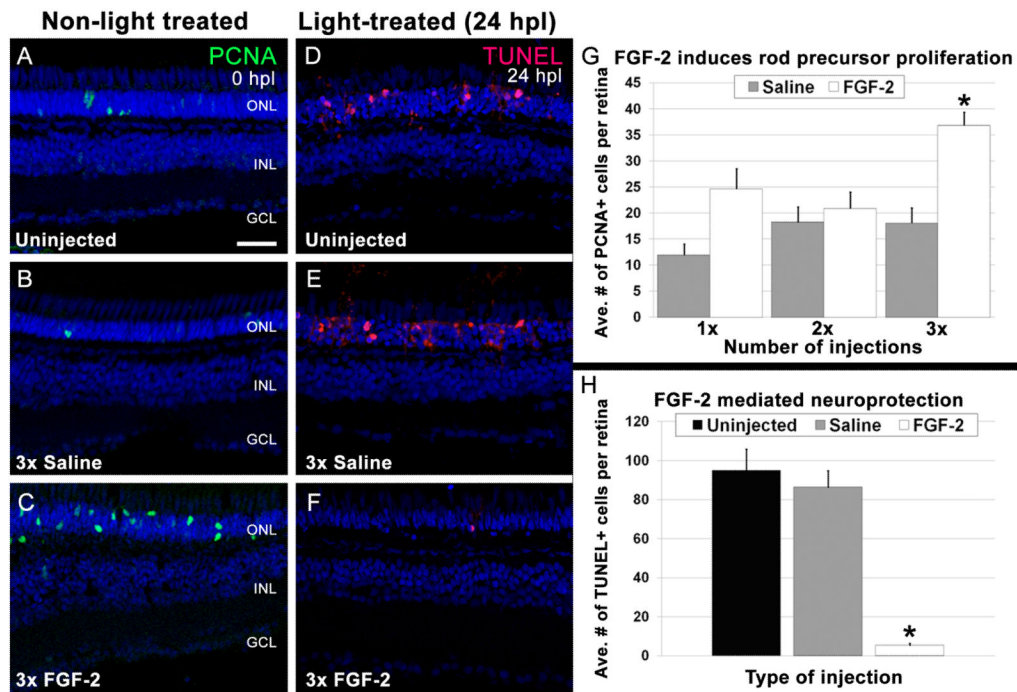 Non-light treated
Light-treated (24 hpl)
A
PCNA
0 hpl
ONL
INL
GCL
Uninjected
D
TUNEL
24 hpl
Uninjected
B
ONL
INL
GCL
3x Saline
E
3x Saline
C
ONL
INL
GCL
3x FGF-2
F
3x FGF-2
G
FGF-2 induces rod precursor proliferation
Saline
FGF-2
Ave. # of PCNA+ cells per retina
45
40
35
30
25
20
15
10
5
0
*
1x
2x
3x
Number of injections
H
FGF-2 mediated neuroprotection
Uninjected
Saline
FGF-2
Ave. # of TUNEL+ cells per retina
120
100
80
60
40
20
0
*
Type of injection